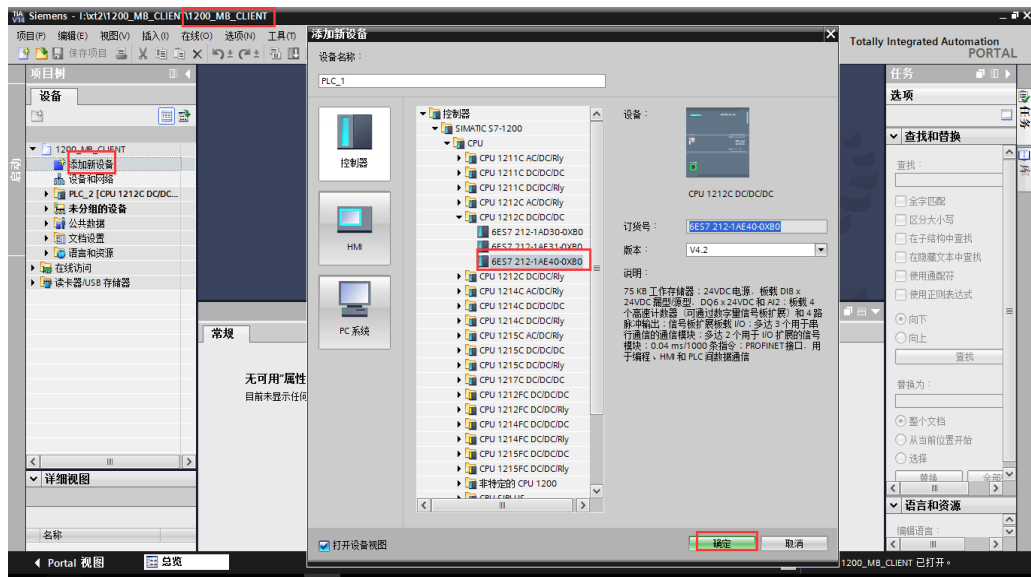 Siemens - I:\xt2\1200_MB_CLIENT\1200_MB_CLIENT
项目(P) 编辑(E) 视图(V) 插入(I) 在线(O) 选项(N) 工具(T)
保存项目
Totally Integrated Automation
PORTAL
项目树
设备
1200_MB_CLIENT
添加新设备
设备和网络
PLC_2 [CPU 1212C DC/DC...
未分组的设备
公共数据
文档设置
语言和资源
在线访问
读卡器/USB 存储器
启动
详细视图
名称
常规
无可用"属性
目前未显示任何
添加新设备
设备名称：
PLC_1
控制器
HMI
PC 系统
控制器
SIMATIC S7-1200
CPU
CPU 1211C AC/DC/Rly
CPU 1211C DC/DC/DC
CPU 1211C DC/DC/Rly
CPU 1212C AC/DC/Rly
CPU 1212C DC/DC/DC
6ES7 212-1AD30-0XB0
6ES7 212-1AE31-0XB0
6ES7 212-1AE40-0XB0
CPU 1212C DC/DC/Rly
CPU 1214C AC/DC/Rly
CPU 1214C DC/DC/DC
CPU 1214C DC/DC/Rly
CPU 1215C AC/DC/Rly
CPU 1215C DC/DC/DC
CPU 1215C DC/DC/Rly
CPU 1217C DC/DC/DC
CPU 1212FC DC/DC/DC
CPU 1212FC DC/DC/Rly
CPU 1214FC DC/DC/DC
CPU 1214FC DC/DC/Rly
CPU 1215FC DC/DC/DC
CPU 1215FC DC/DC/Rly
非特定的 CPU 1200
CPU SIPLUS
设备：
CPU 1212C DC/DC/DC
订货号：
6ES7 212-1AE40-0XB0
版本：
V4.2
说明：
75 KB 工作存储器；24VDC 电源，板载 DI8 x
24VDC 漏型/源型，DQ6 x 24VDC 和 AI2；板载 4
个高速计数器（可通过数字量信号板扩展）和 4 路
脉冲输出；信号板扩展板载 I/O；多达 3 个用于串
行通信的通信模块；多达 2 个用于 I/O 扩展的信号
模块；0.04 ms/1000 条指令；PROFINET 接口，用
于编程、HMI 和 PLC 间数据通信
打开设备视图
确定
取消
任务
选项
查找和替换
查找：
全字匹配
区分大小写
在子结构中查找
在隐藏文本中查找
使用通配符
使用正则表达式
向下
向上
查找
替换为：
整个文档
从当前位置开始
选择
替换
全部
语言和资源
编辑语言：
任务
库
Portal 视图
总览
1200_MB_CLIENT 已打开。